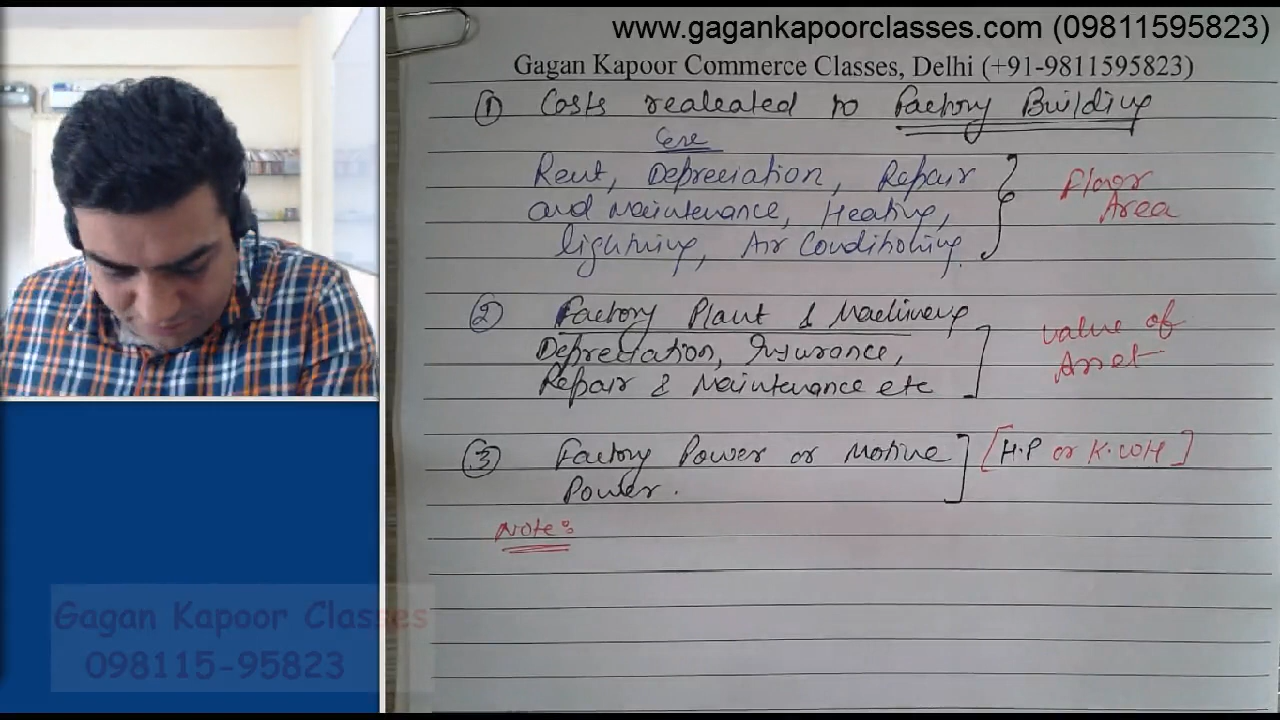 www.gagankapoorclasses.com (09811595823)
Gagan Kapoor Commerce Classes, Delhi (+91-9811595823)
① Costs realeated to Factory Building
Rent, Depreciation, Repair
and Maintenance, Heating,
lightning, Air Conditioning.
Floor
Area
② Factory Plant & Machinery
Depreciation, Insurance,
Repair & Maintenance etc
Value of
Asset
③ Factory Power or Motive
Power.
[H.P or K.WH]
Note:
Gagan Kapoor Classes
098115-95823